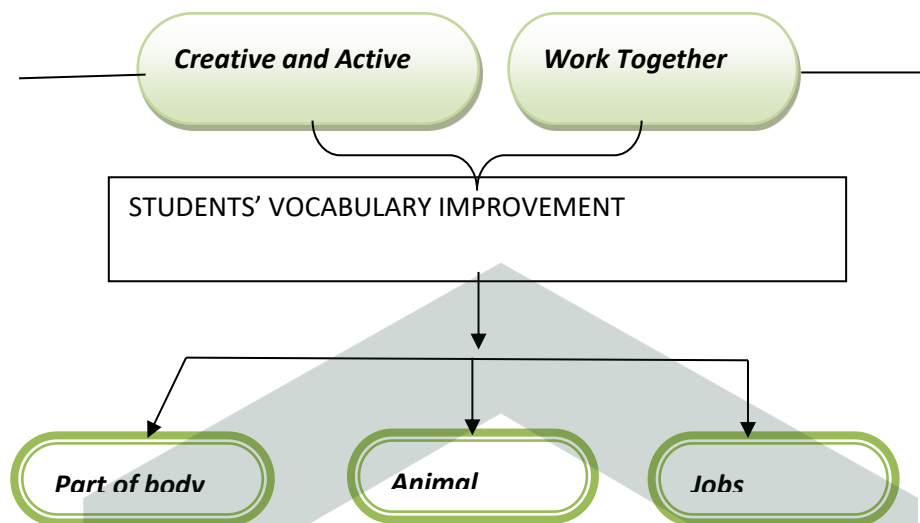 Creative and Active
Work Together
STUDENTS’ VOCABULARY IMPROVEMENT
Part of body
Animal
Jobs